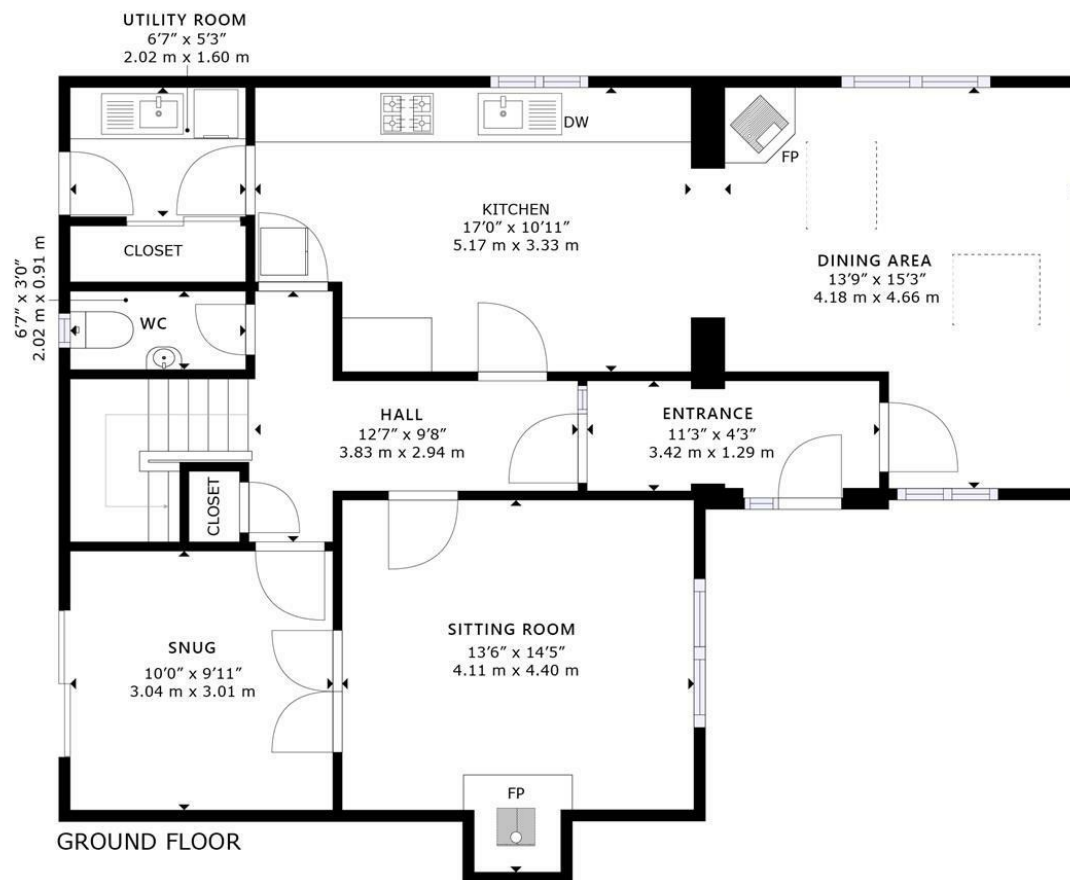 UTILITY ROOM
6’7” x 5’3”
2.02 m x 1.60 m
DW
FP
KITCHEN
17’0” x 10’11”
5.17 m x 3.33 m
CLOSET
DINING AREA
13’9” x 15’3”
4.18 m x 4.66 m
6’7” x 3’0”
2.02 m x 0.91 m
WC
HALL
12’7” x 9’8”
3.83 m x 2.94 m
ENTRANCE
11’3” x 4’3”
3.42 m x 1.29 m
CLOSET
SNUG
10’0” x 9’11”
3.04 m x 3.01 m
SITTING ROOM
13’6” x 14’5”
4.11 m x 4.40 m
FP
GROUND FLOOR